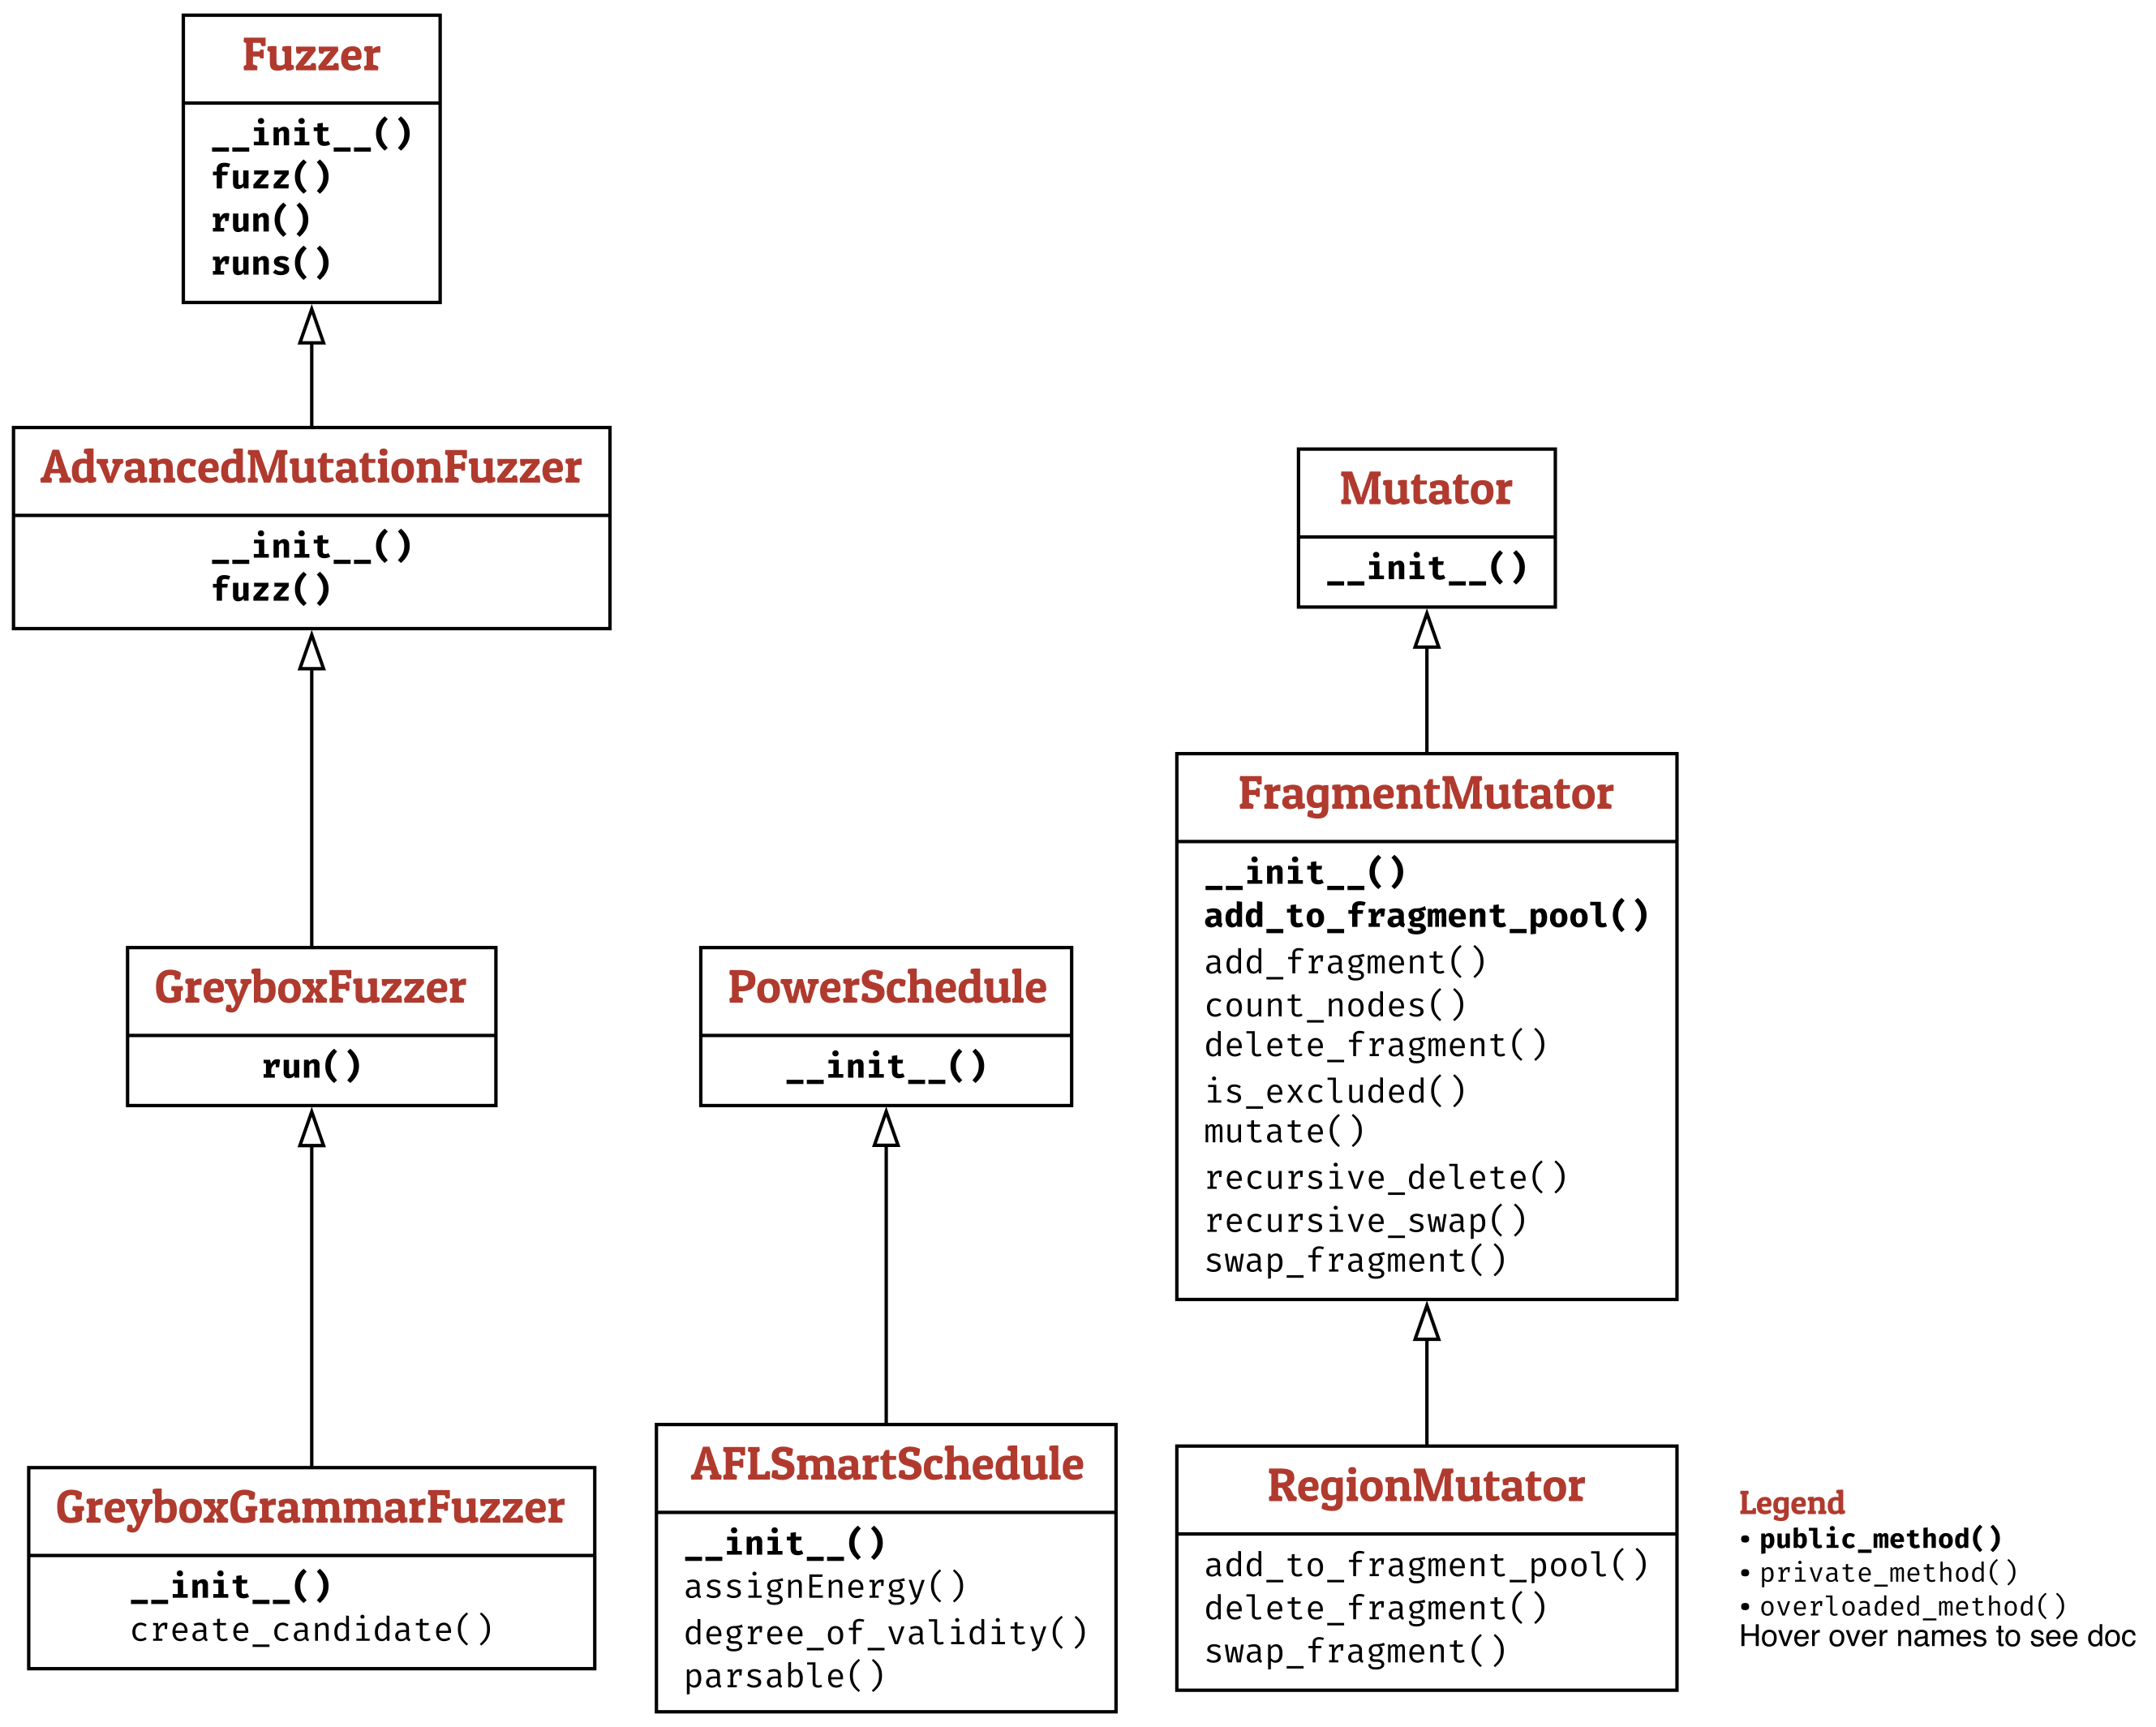 Fuzzer
__init__()
fuzz()
run()
runs()
AdvancedMutationFuzzer
__init__()
fuzz()
GreyboxFuzzer
run()
GreyboxGrammarFuzzer
__init__()
create_candidate()
PowerSchedule
__init__()
AFLSmartSchedule
__init__()
assignEnergy()
degree_of_validity()
parsable()
Mutator
__init__()
FragmentMutator
__init__()
add_to_fragment_pool()
add_fragment()
count_nodes()
delete_fragment()
is_excluded()
mutate()
recursive_delete()
recursive_swap()
swap_fragment()
RegionMutator
add_to_fragment_pool()
delete_fragment()
swap_fragment()
Legend
• public_method()
• private_method()
• overloaded_method()
Hover over names to see doc